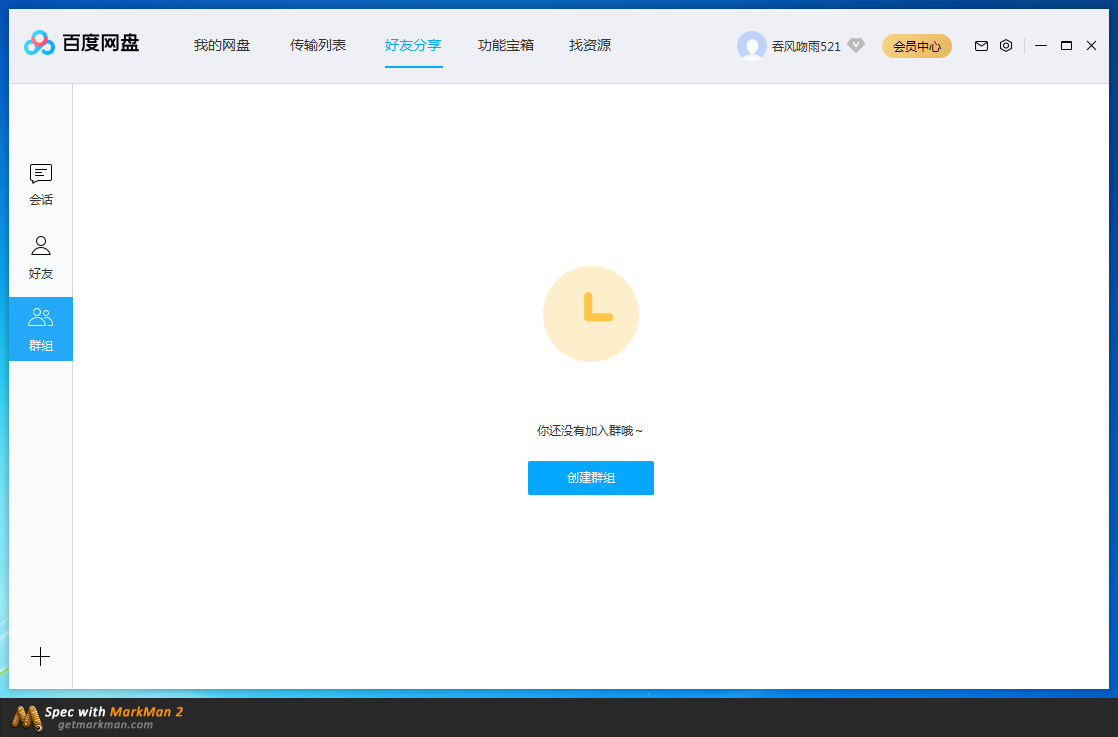 百度网盘
我的网盘
传输列表
好友分享
功能宝箱
找资源
吞风吻雨521
会员中心
会话
好友
群组
你还没有加入群哦~
创建群组
Spec with MarkMan 2
getmarkman.com